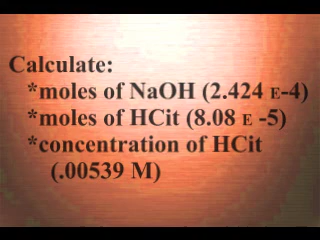 Calculate:
*moles of NaOH (2.424 E-4)
*moles of HCit (8.08 E -5)
*concentration of HCit
(.00539 M)